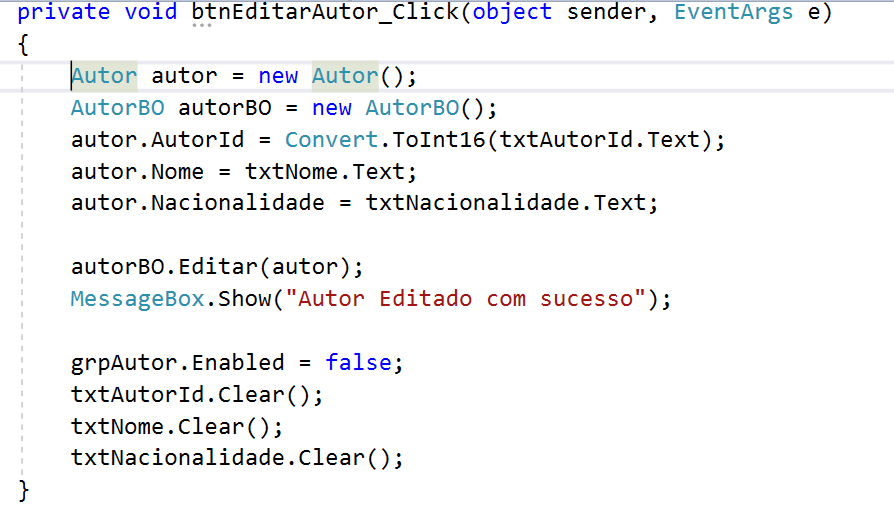 private void btnEditarAutor_Click(object sender, EventArgs e)
{
Autor autor = new Autor();
AutorBO autorBO = new AutorBO();
autor.AutorId = Convert.ToInt16(txtAutorId.Text);
autor.Nome = txtNome.Text;
autor.Nacionalidade = txtNacionalidade.Text;
autorBO.Editar(autor);
MessageBox.Show("Autor Editado com sucesso");
grpAutor.Enabled = false;
txtAutorId.Clear();
txtNome.Clear();
txtNacionalidade.Clear();
}